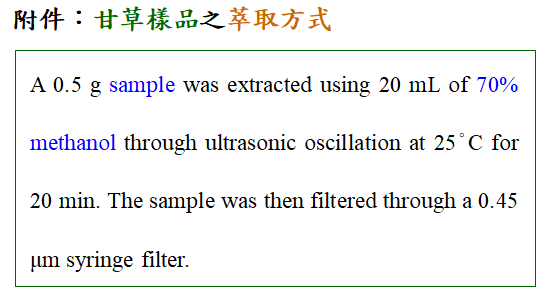 附件：甘草樣品之萃取方式
A 0.5 g sample was extracted using 20 mL of 70%
methanol through ultrasonic oscillation at 25°C for
20 min. The sample was then filtered through a 0.45
μm syringe filter.